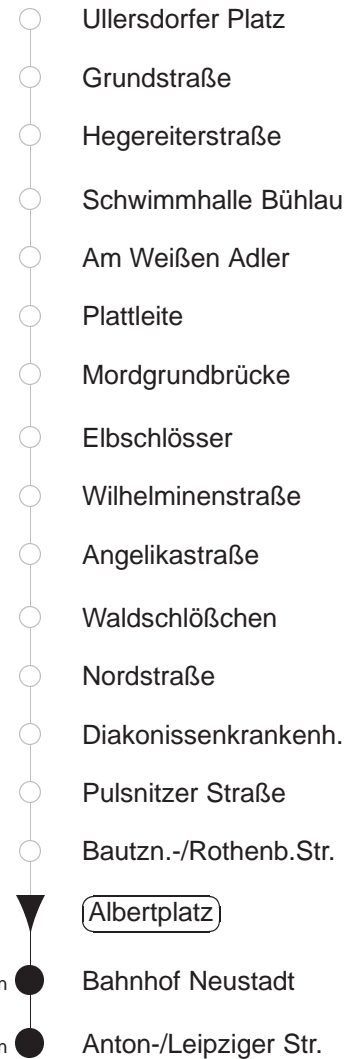 Ullersdorfer Platz
Grundstraße
Hegereiterstraße
Schwimmhalle Bühlau
Am Weißen Adler
Plattleite
Mordgrundbrücke
Elbschlösser
Wilhelminenstraße
Angelikastraße
Waldschlößchen
Nordstraße
Diakonissenkrankenh.
Pulsnitzer Straße
Bautzn.-/Rothenb.Str.
Albertplatz
Bahnhof Neustadt
Anton-/Leipziger Str.